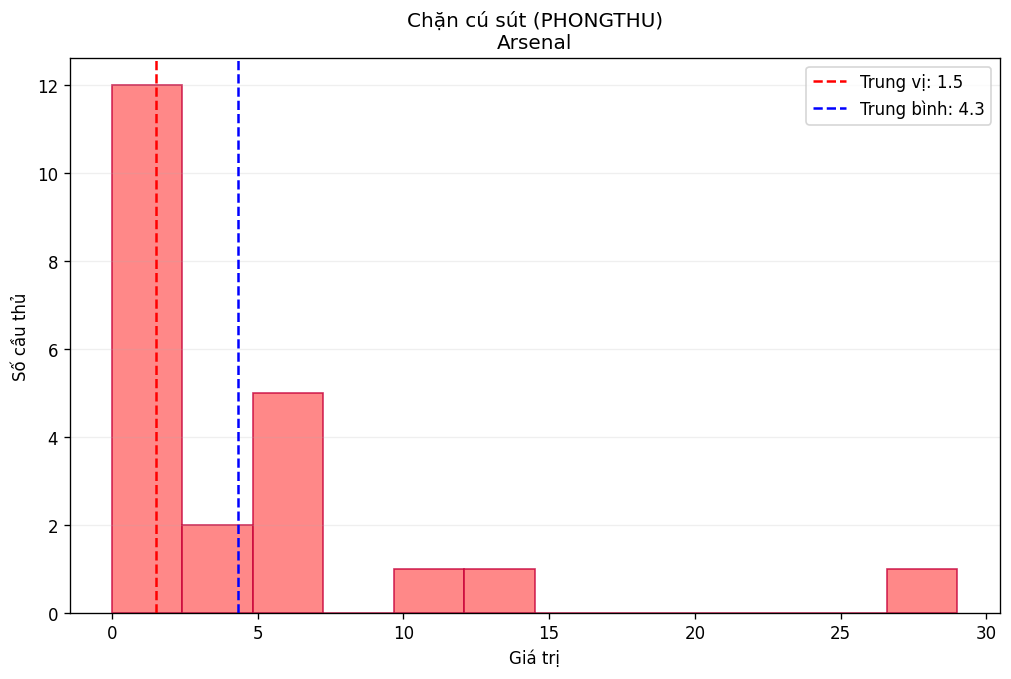 Chặn cú sút (PHONGTHU)
Arsenal
Trung vị: 1.5
Trung bình: 4.3
Số cầu thủ
12
10
8
6
4
2
0
0 5 10 15 20 25 30
Giá trị